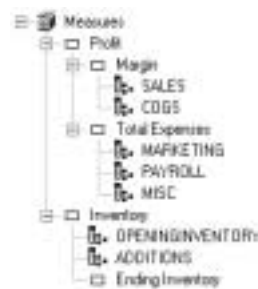 Measures
Profit
Margin
SALES
COGS
Total Expenses
MARKETING
PAYROLL
MISC
Inventory
OPENINGINVENTORY
ADDITIONS
Ending Inventory